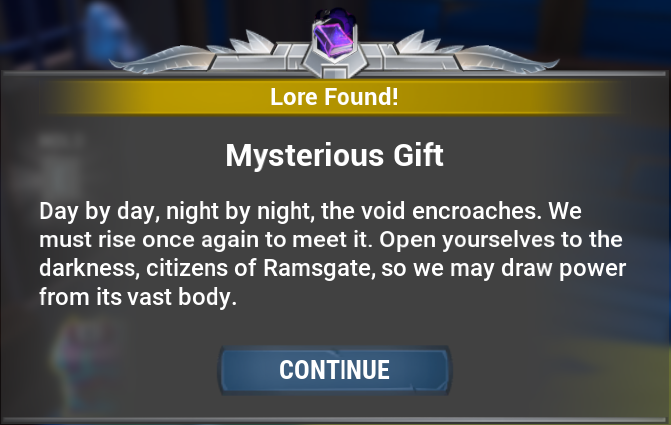 Lore Found!
Mysterious Gift
Day by day, night by night, the void encroaches. We
must rise once again to meet it. Open yourselves to the
darkness, citizens of Ramsgate, so we may draw power
from its vast body.
CONTINUE